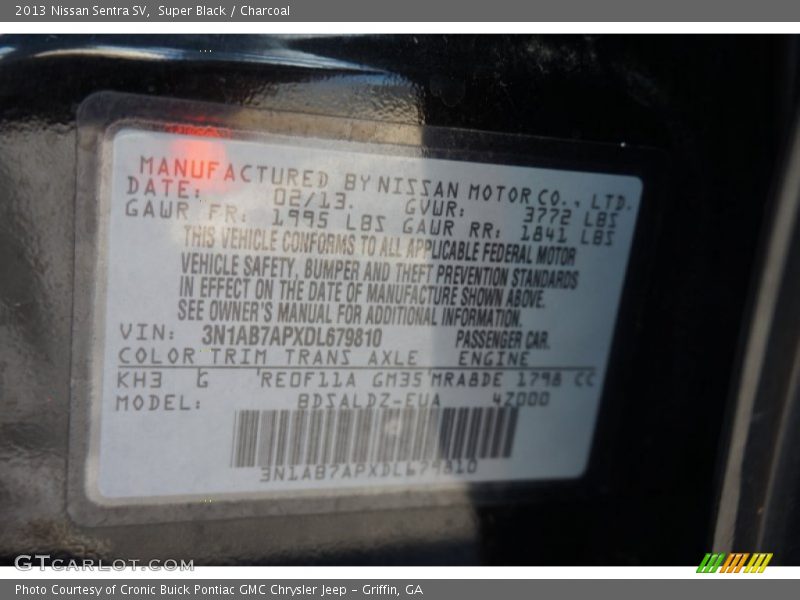 2013 Nissan Sentra SV, Super Black / Charcoal
MANUFACTURED BY NISSAN MOTOR CO., LTD.
DATE: 02/13. GVWR: 3772 LBS
GAWR FR: 1995 LBS GAWR RR: 1841 LBS
THIS VEHICLE CONFORMS TO ALL APPLICABLE FEDERAL MOTOR
VEHICLE SAFETY, BUMPER AND THEFT PREVENTION STANDARDS
IN EFFECT ON THE DATE OF MANUFACTURE SHOWN ABOVE.
SEE OWNER'S MANUAL FOR ADDITIONAL INFORMATION.
VIN: 3N1AB7APXDL679810 PASSENGER CAR.
COLOR TRIM TRANS AXLE ENGINE
KH3 G 'RE0F11A GM35'MRA8DE 1798 CC
MODEL: BDSALDZ-EUA 4Z000
3N1AB7APXDL679810
GTCARLOT.COM
Photo Courtesy of Cronic Buick Pontiac GMC Chrysler Jeep - Griffin, GA